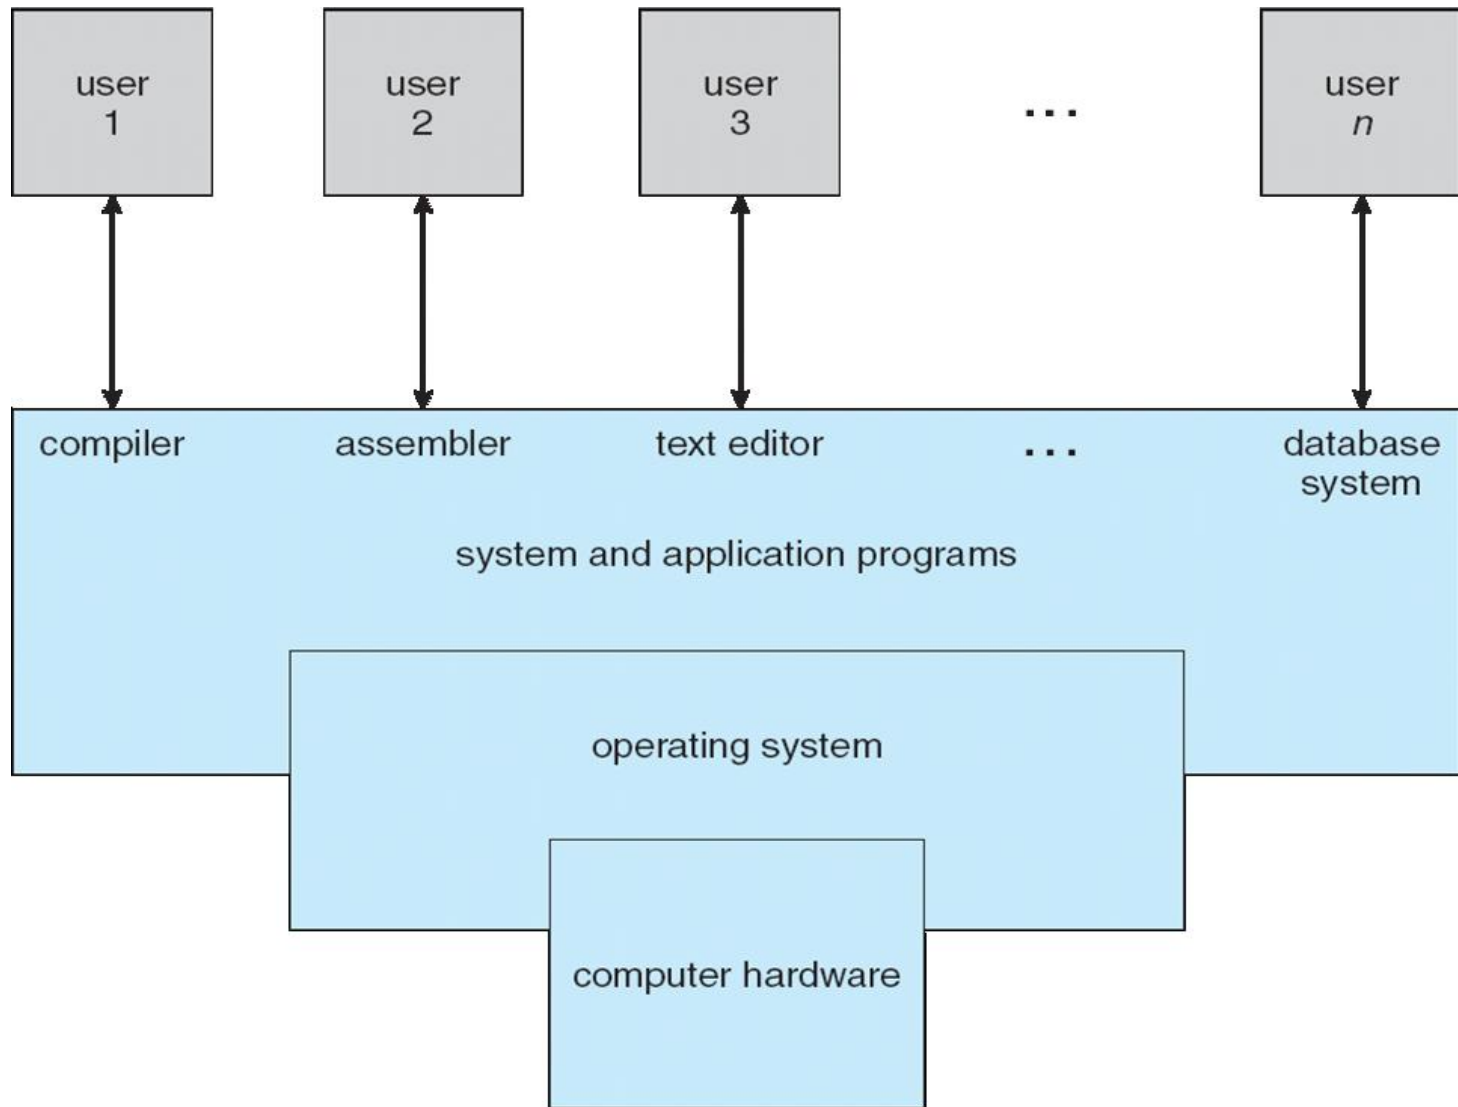 user
1
user
2
user
3
...
user
n
compiler
assembler
text editor
...
database
system
system and application programs
operating system
computer hardware